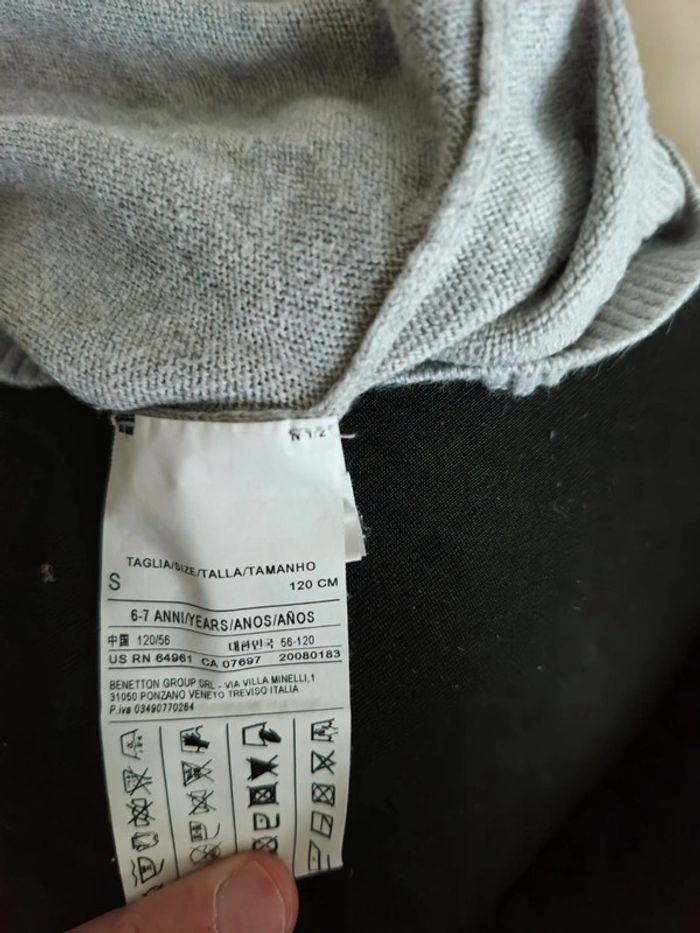 TAGLIA/SIZE/TALLA/TAMANHO
S 120 CM
6-7 ANNI/YEARS/ANOS/AÑOS
中国 120/56 대한민국 56-120
US RN 64961 CA 07697 20080183
BENETTON GROUP SRL - VIA VILLA MINELLI,1
31050 PONZANO VENETO TREVISO ITALIA
P.iva 03490770264